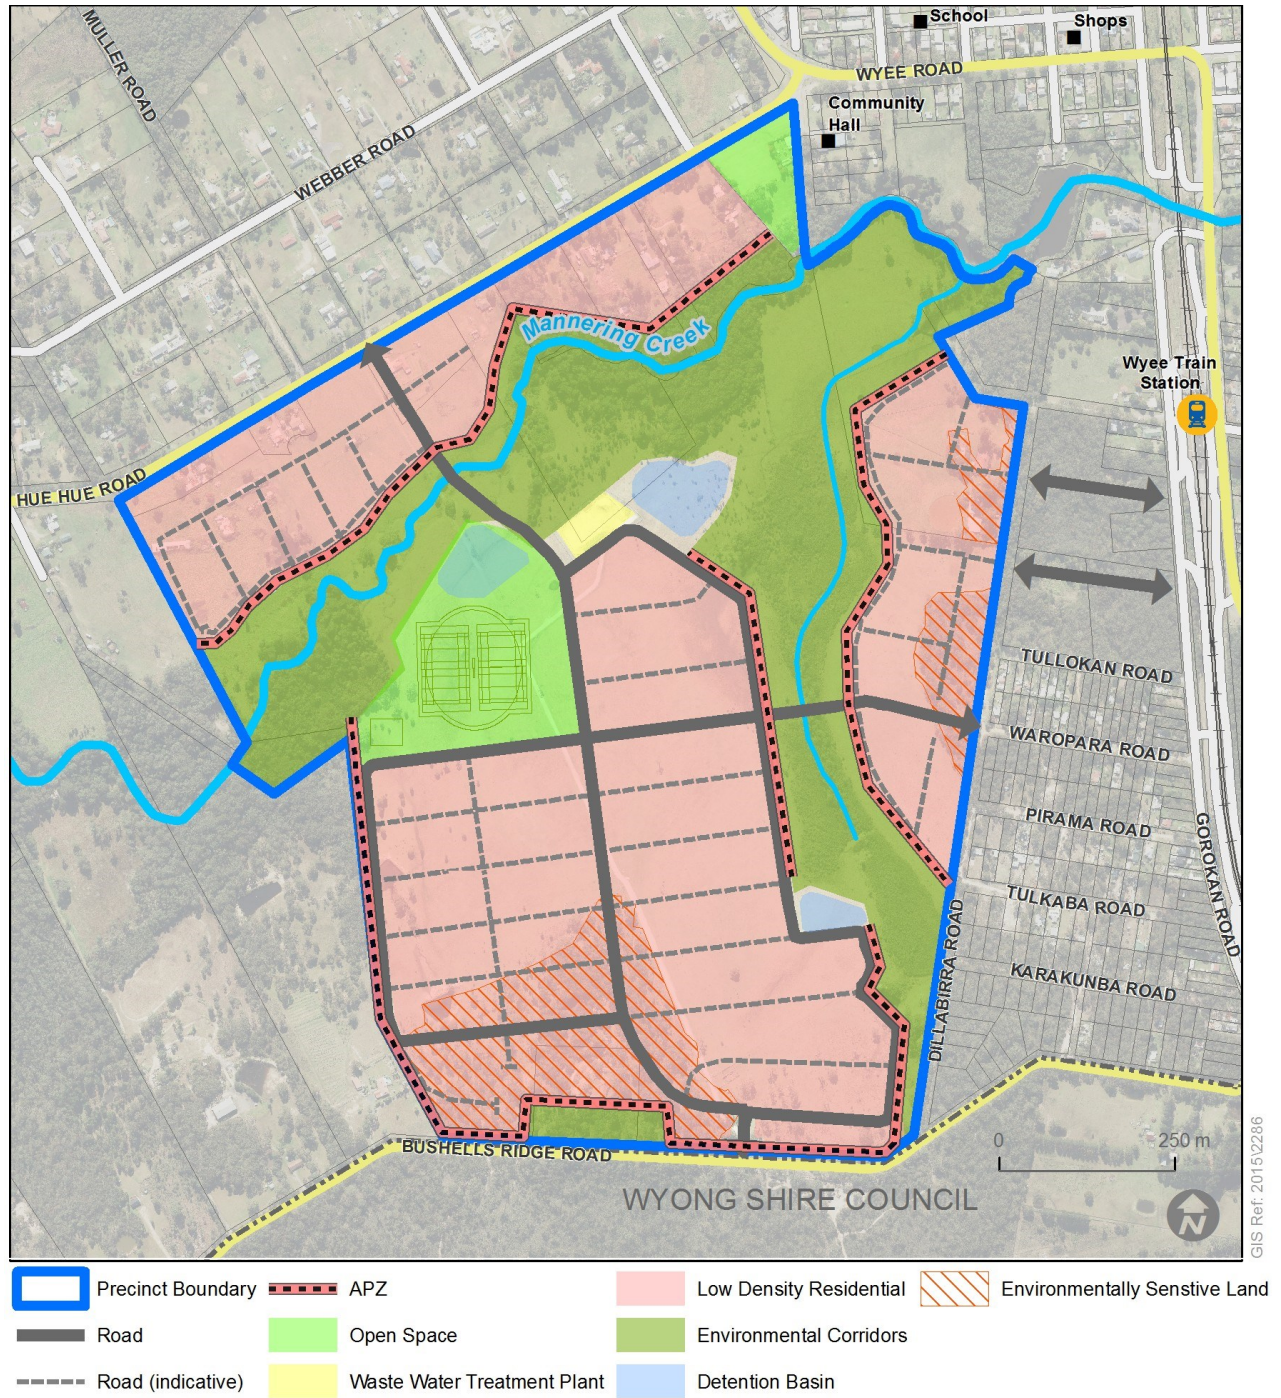 School
Shops
MULLER ROAD
WYEE ROAD
Community
Hall
WEBBER ROAD
Mannering Creek
Wyee Train
Station
HUE HUE ROAD
TULLOKAN ROAD
WAROPARA ROAD
PIRAMA ROAD
GOROKAN ROAD
TULKABA ROAD
DILLABIRRA ROAD
KARAKUNBA ROAD
BUSHELLS RIDGE ROAD
0 250 m
WYONG SHIRE COUNCIL
N
GIS Ref: 2015\2286
Precinct Boundary
APZ
Low Density Residential
Environmentally Senstive Land
Road
Open Space
Environmental Corridors
Road (indicative)
Waste Water Treatment Plant
Detention Basin